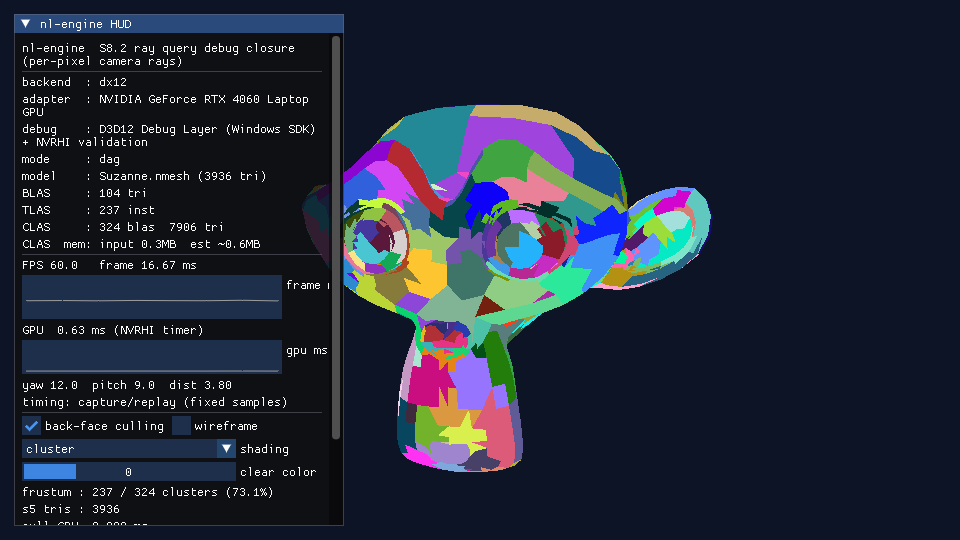 nl-engine HUD
nl-engine  S8.2 ray query debug closure
(per-pixel camera rays)
backend  : dx12
adapter  : NVIDIA GeForce RTX 4060 Laptop
GPU
debug    : D3D12 Debug Layer (Windows SDK)
+ NVRHI validation
mode     : dag
model    : Suzanne.nmesh (3936 tri)
BLAS     : 104 tri
TLAS     : 237 inst
CLAS     : 324 blas  7906 tri
CLAS  mem: input 0.3MB  est ~0.6MB
FPS 60.0   frame 16.67 ms
frame
GPU  0.63 ms (NVRHI timer)
gpu ms
yaw 12.0  pitch 9.0  dist 3.80
timing: capture/replay (fixed samples)
back-face culling  wireframe
cluster  shading
0  clear color
frustum : 237 / 324 clusters (73.1%)
s5 tris : 3936